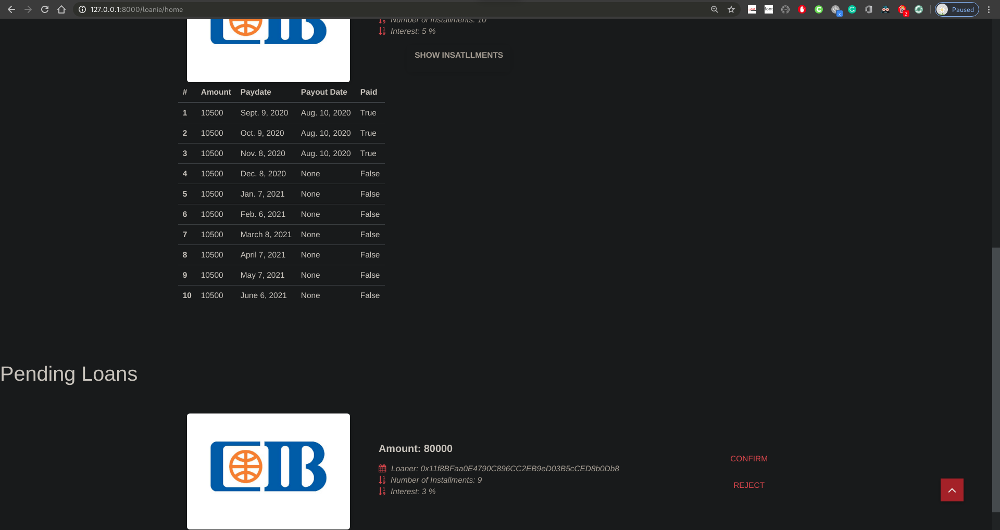 127.0.0.1:8000/loanie/home
font
x
2
Paused
Number of Installments: 10
Interest: 5 %
SHOW INSATLLMENTS
# Amount Paydate Payout Date Paid
1 10500 Sept. 9, 2020 Aug. 10, 2020 True
2 10500 Oct. 9, 2020 Aug. 10, 2020 True
3 10500 Nov. 8, 2020 Aug. 10, 2020 True
4 10500 Dec. 8, 2020 None False
5 10500 Jan. 7, 2021 None False
6 10500 Feb. 6, 2021 None False
7 10500 March 8, 2021 None False
8 10500 April 7, 2021 None False
9 10500 May 7, 2021 None False
10 10500 June 6, 2021 None False
Pending Loans
CIB
Amount: 80000
Loaner: 0x11f8BFaa0E4790C896CC2EB9eD03B5cCED8b0Db8
Number of Installments: 9
Interest: 3 %
CONFIRM
REJECT